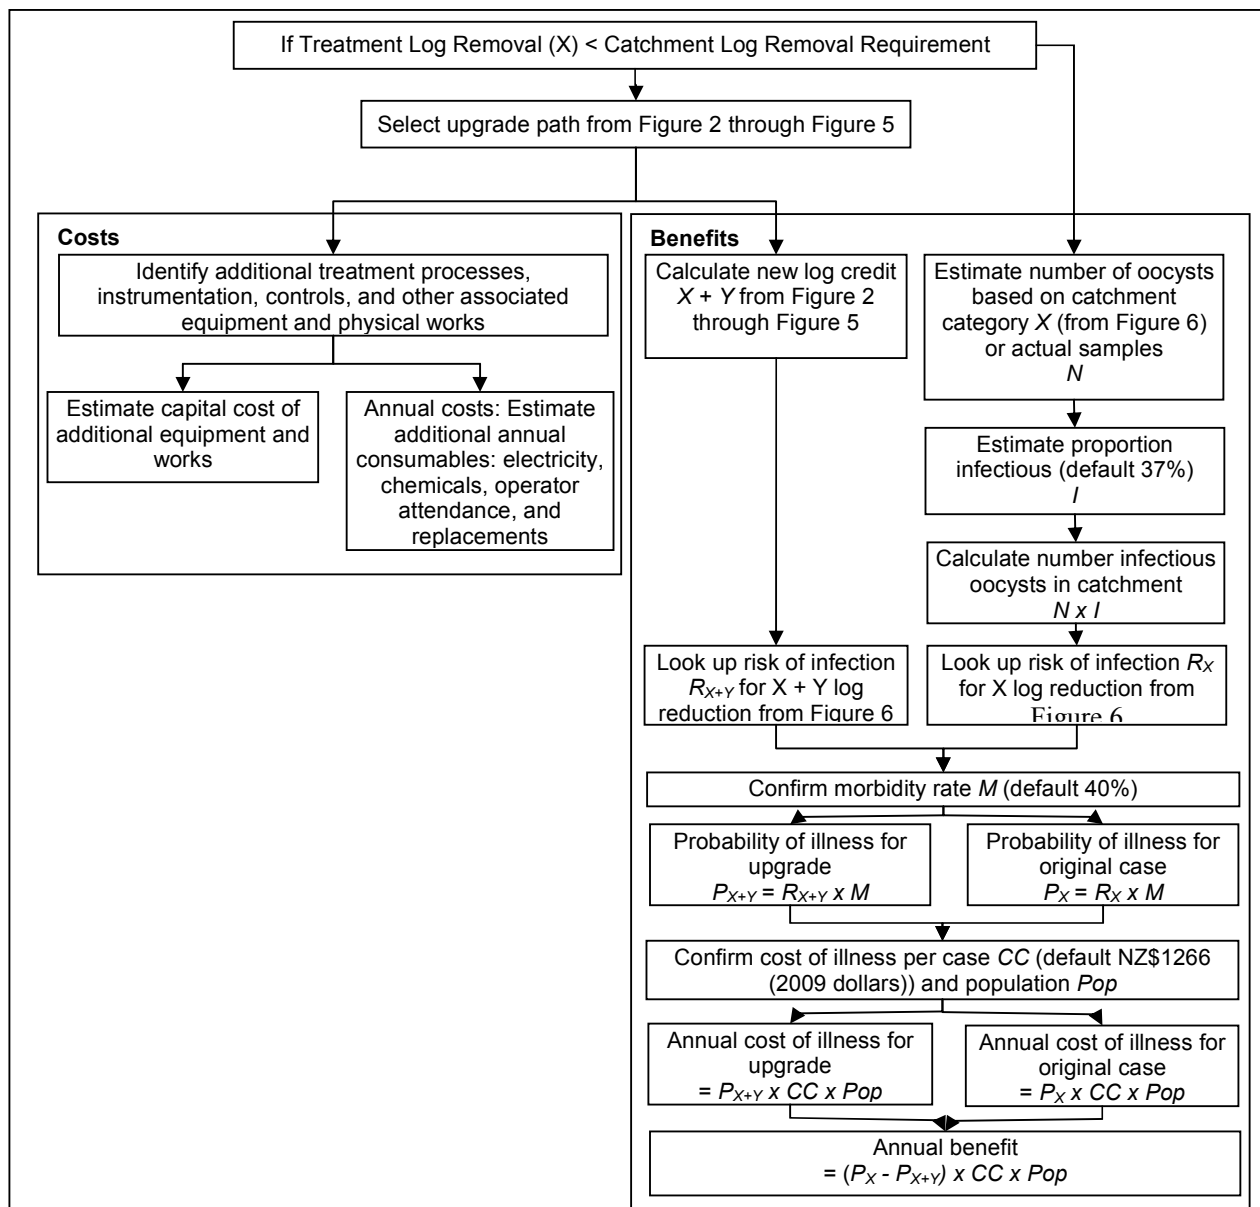 If Treatment Log Removal (X) < Catchment Log Removal Requirement
Select upgrade path from Figure 2 through Figure 5
Costs
Identify additional treatment processes,
instrumentation, controls, and other associated
equipment and physical works
Estimate capital cost of
additional equipment and
works
Annual costs: Estimate
additional annual
consumables: electricity,
chemicals, operator
attendance, and
replacements
Benefits
Calculate new log credit
X + Y from Figure 2
through Figure 5
Estimate number of oocysts
based on catchment
category X (from Figure 6)
or actual samples
N
Estimate proportion
infectious (default 37%)
I
Calculate number infectious
oocysts in catchment
N x I
Look up risk of infection
RX+Y for X + Y log
reduction from Figure 6
Look up risk of infection RX
for X log reduction from
Figure 6
Confirm morbidity rate M (default 40%)
Probability of illness for
upgrade
PX+Y = RX+Y x M
Probability of illness for
original case
PX = RX x M
Confirm cost of illness per case CC (default NZ$1266
(2009 dollars)) and population Pop
Annual cost of illness for
upgrade
= PX+Y x CC x Pop
Annual cost of illness for
original case
= PX x CC x Pop
Annual benefit
= (PX - PX+Y) x CC x Pop